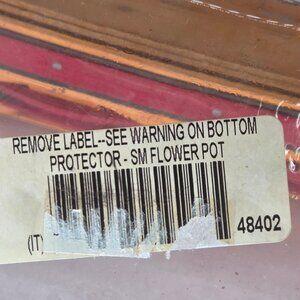 REMOVE LABEL--SEE WARNING ON BOTTOM
PROTECTOR - SM FLOWER POT
(IT)
48402